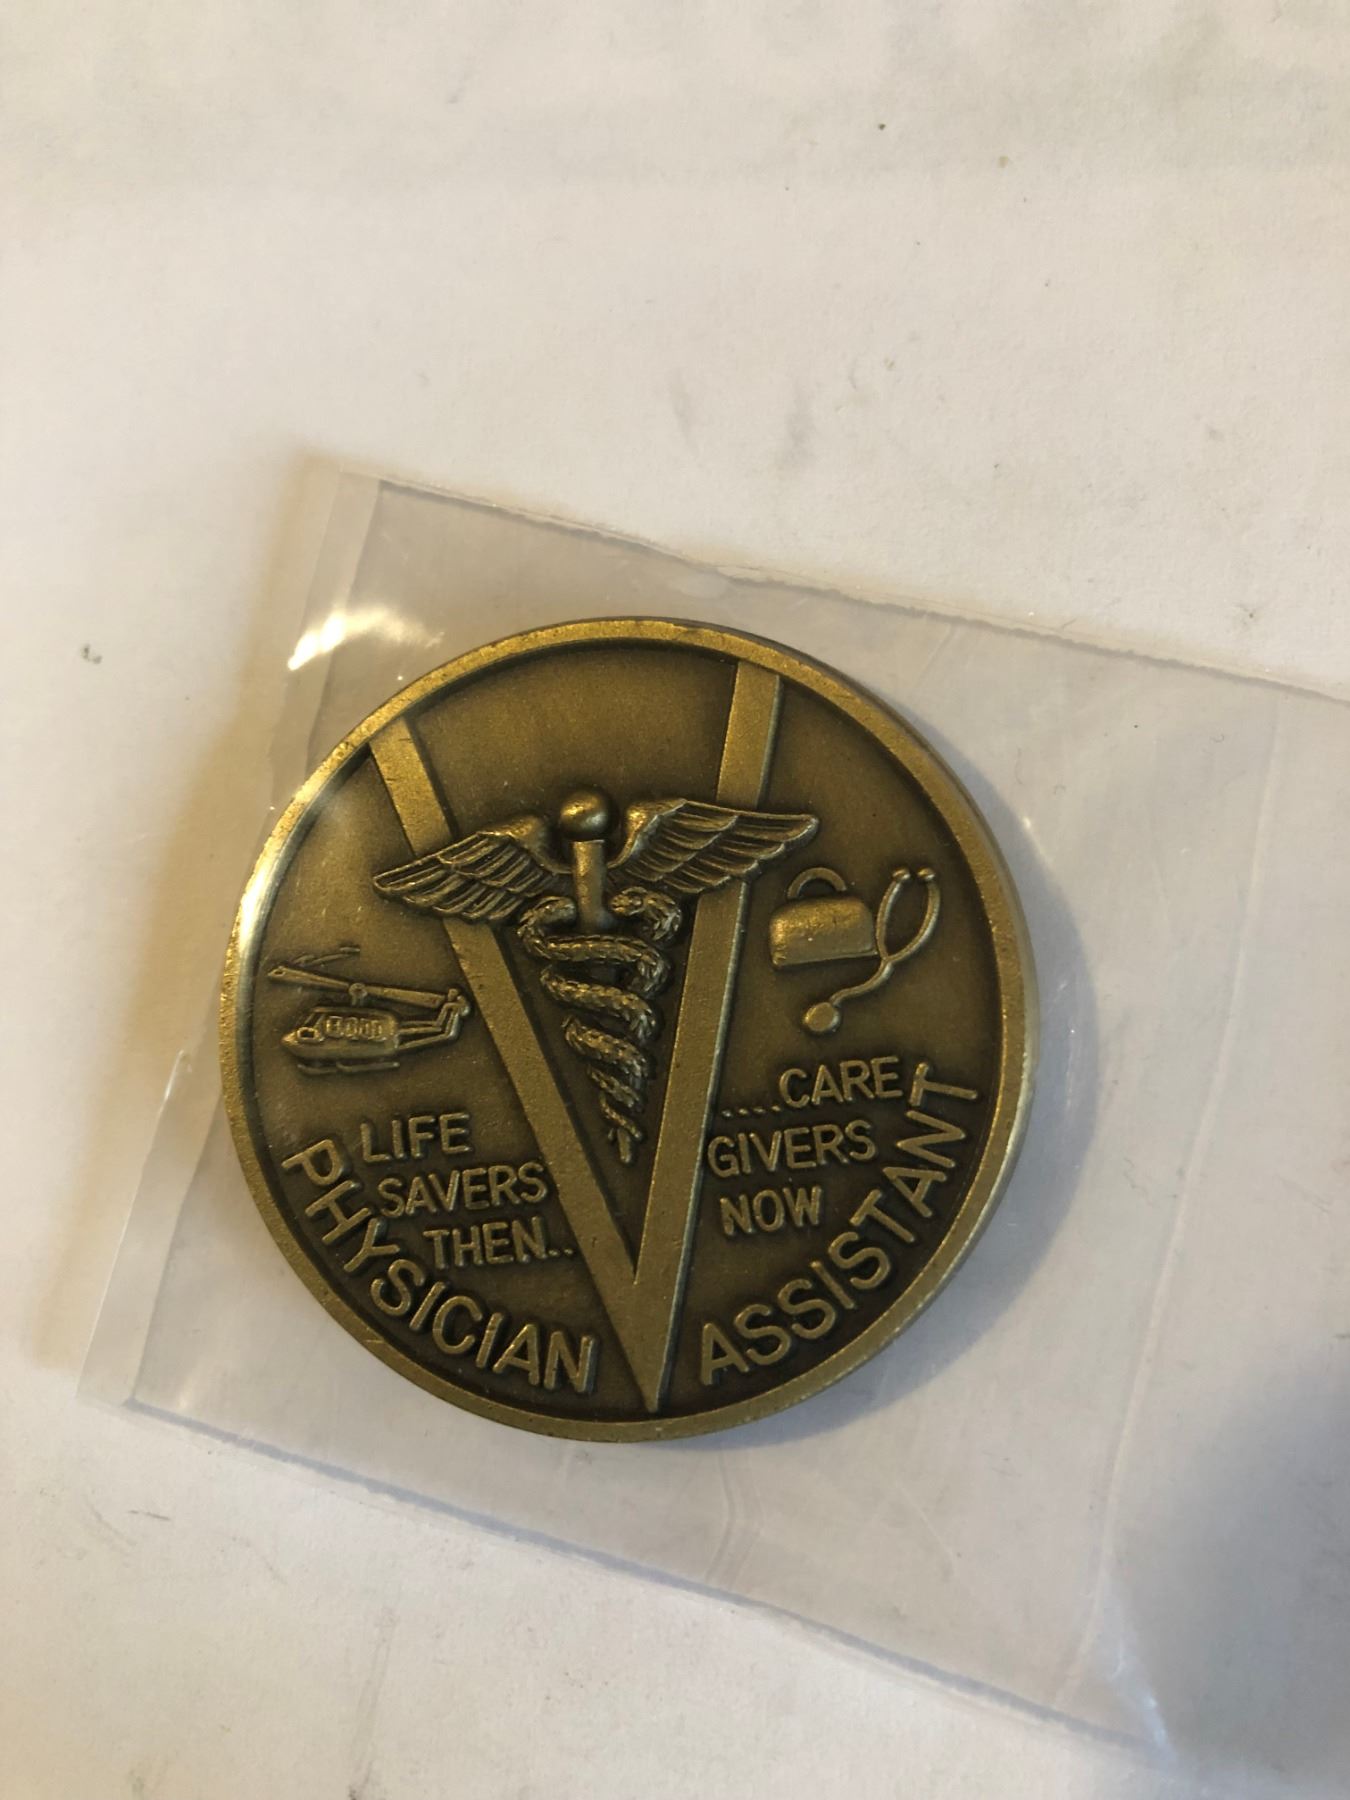 LIFE
SAVERS
THEN..
....CARE
GIVERS
NOW
PHYSICIAN ASSISTANT